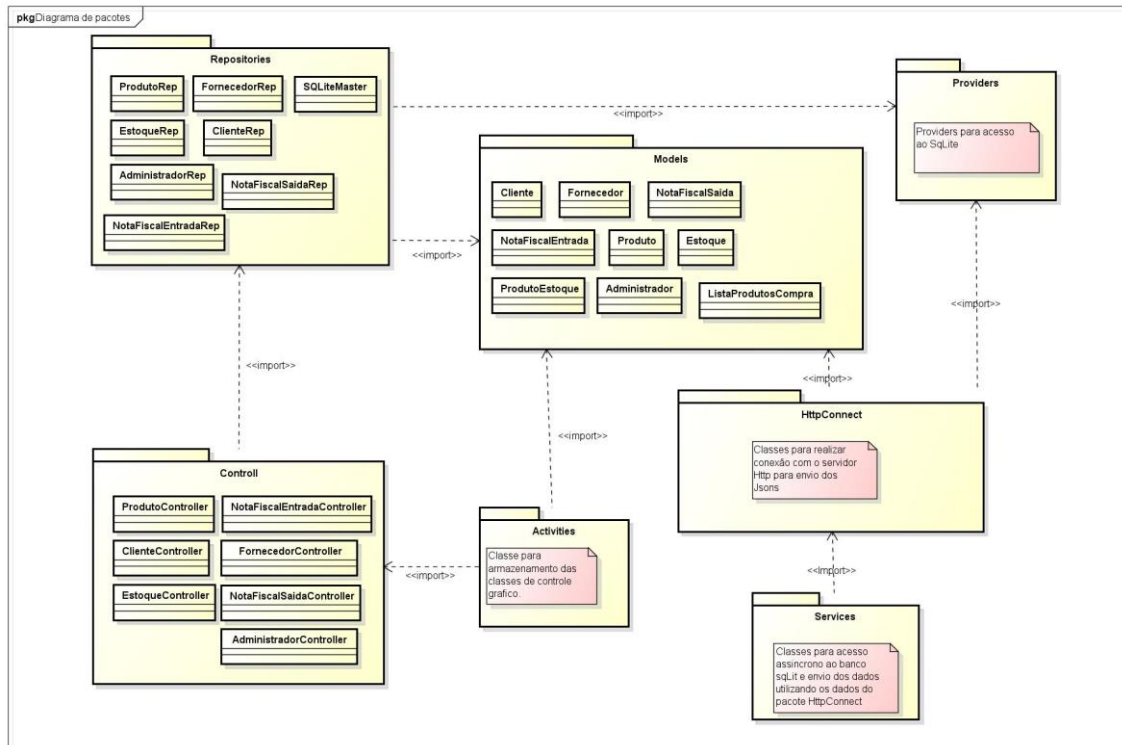 pkg Diagrama de pacotes
Repositories
ProdutoRep
FornecedorRep
SQLiteMaster
EstoqueRep
ClienteRep
AdministradorRep
NotaFiscalSaidaRep
NotaFiscalEntradaRep
<<import>>
Providers
Providers para acesso
ao SqLite
Models
Cliente
Fornecedor
NotaFiscalSaída
NotaFiscalEntrada
Produto
Estoque
ProdutoEstoque
Administrador
ListaProdutosCompra
<<import>>
<<import>>
<<import>>
<<import>>
<<import>>
HttpConnect
Classes para realizar
conexão com o servidor
Http para envio dos
Jsons
Controll
ProdutoController
NotaFiscalEntradaController
ClienteController
FornecedorController
EstoqueController
NotaFiscalSaidaController
AdministradorController
<<import>>
Activities
Classe para
armazenamento das
classes de controle
grafico.
<<import>>
Services
Classes para acesso
assincrono ao banco
sqLit e envio dos dados
utilizando os dados do
pacote HttpConnect